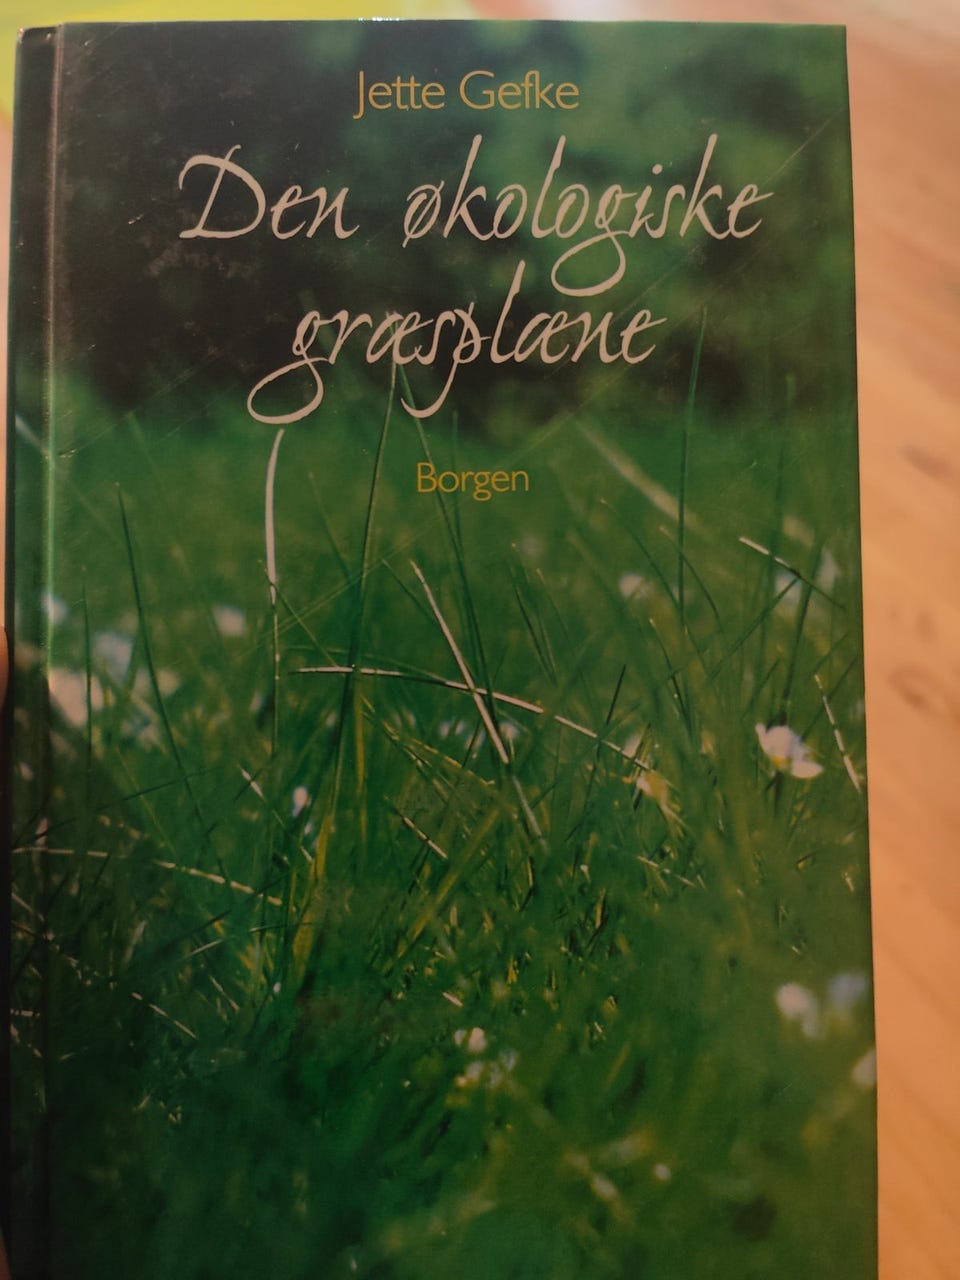 Jette Gefke
Den økologiske
græsplæne
Borgen